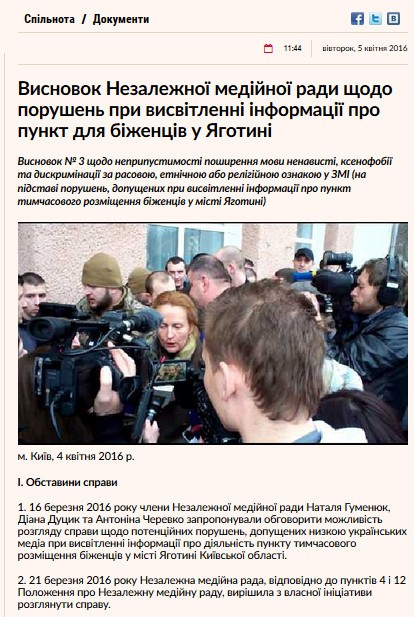 Спільнота / Документи
11:44 вівторок, 5 квітня 2016
Висновок Незалежної медійної ради щодо
порушень при висвітленні інформації про
пункт для біженців у Яготині
Висновок № 3 щодо неприпустимості поширення мови ненависті, ксенофобії
та дискримінації за расовою, етнічною або релігійною ознакою у ЗМІ (на
підставі порушень, допущених при висвітленні інформації про пункт
тимчасового розміщення біженців у місті Яготині)
м. Київ, 4 квітня 2016 р.
І. Обставини справи
1. 16 березня 2016 року члени Незалежної медійної ради Наталя Гуменюк,
Діана Дуцик та Антоніна Черевко запропонували обговорити можливість
розгляду справи щодо потенційних порушень, допущених низкою українських
медіа при висвітленні інформації про діяльність пункту тимчасового
розміщення біженців у місті Яготині Київської області.
2. 21 березня 2016 року Незалежна медійна рада, відповідно до пунктів 4 і 12
Положення про Незалежну медійну раду, вирішила з власної ініціативи
розглянути справу.